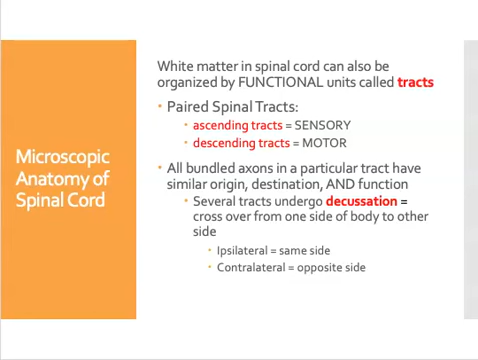 Microscopic
Anatomy of
Spinal Cord
White matter in spinal cord can also be
organized by FUNCTIONAL units called tracts
• Paired Spinal Tracts:
• ascending tracts = SENSORY
• descending tracts = MOTOR
• All bundled axons in a particular tract have
similar origin, destination, AND function
• Several tracts undergo decussation =
cross over from one side of body to other
side
• Ipsilateral = same side
• Contralateral = opposite side